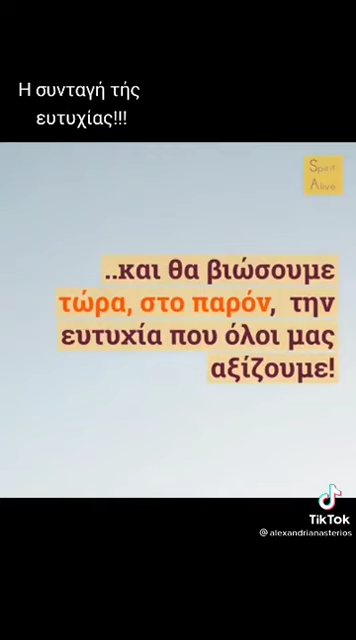 Η συνταγή τής
ευτυχίας!!!
Spirit
Alive
..και θα βιώσουμε
τώρα, στο παρόν, την
ευτυχία που όλοι μας
αξίζουμε!
TikTok
@alexandrianasterios